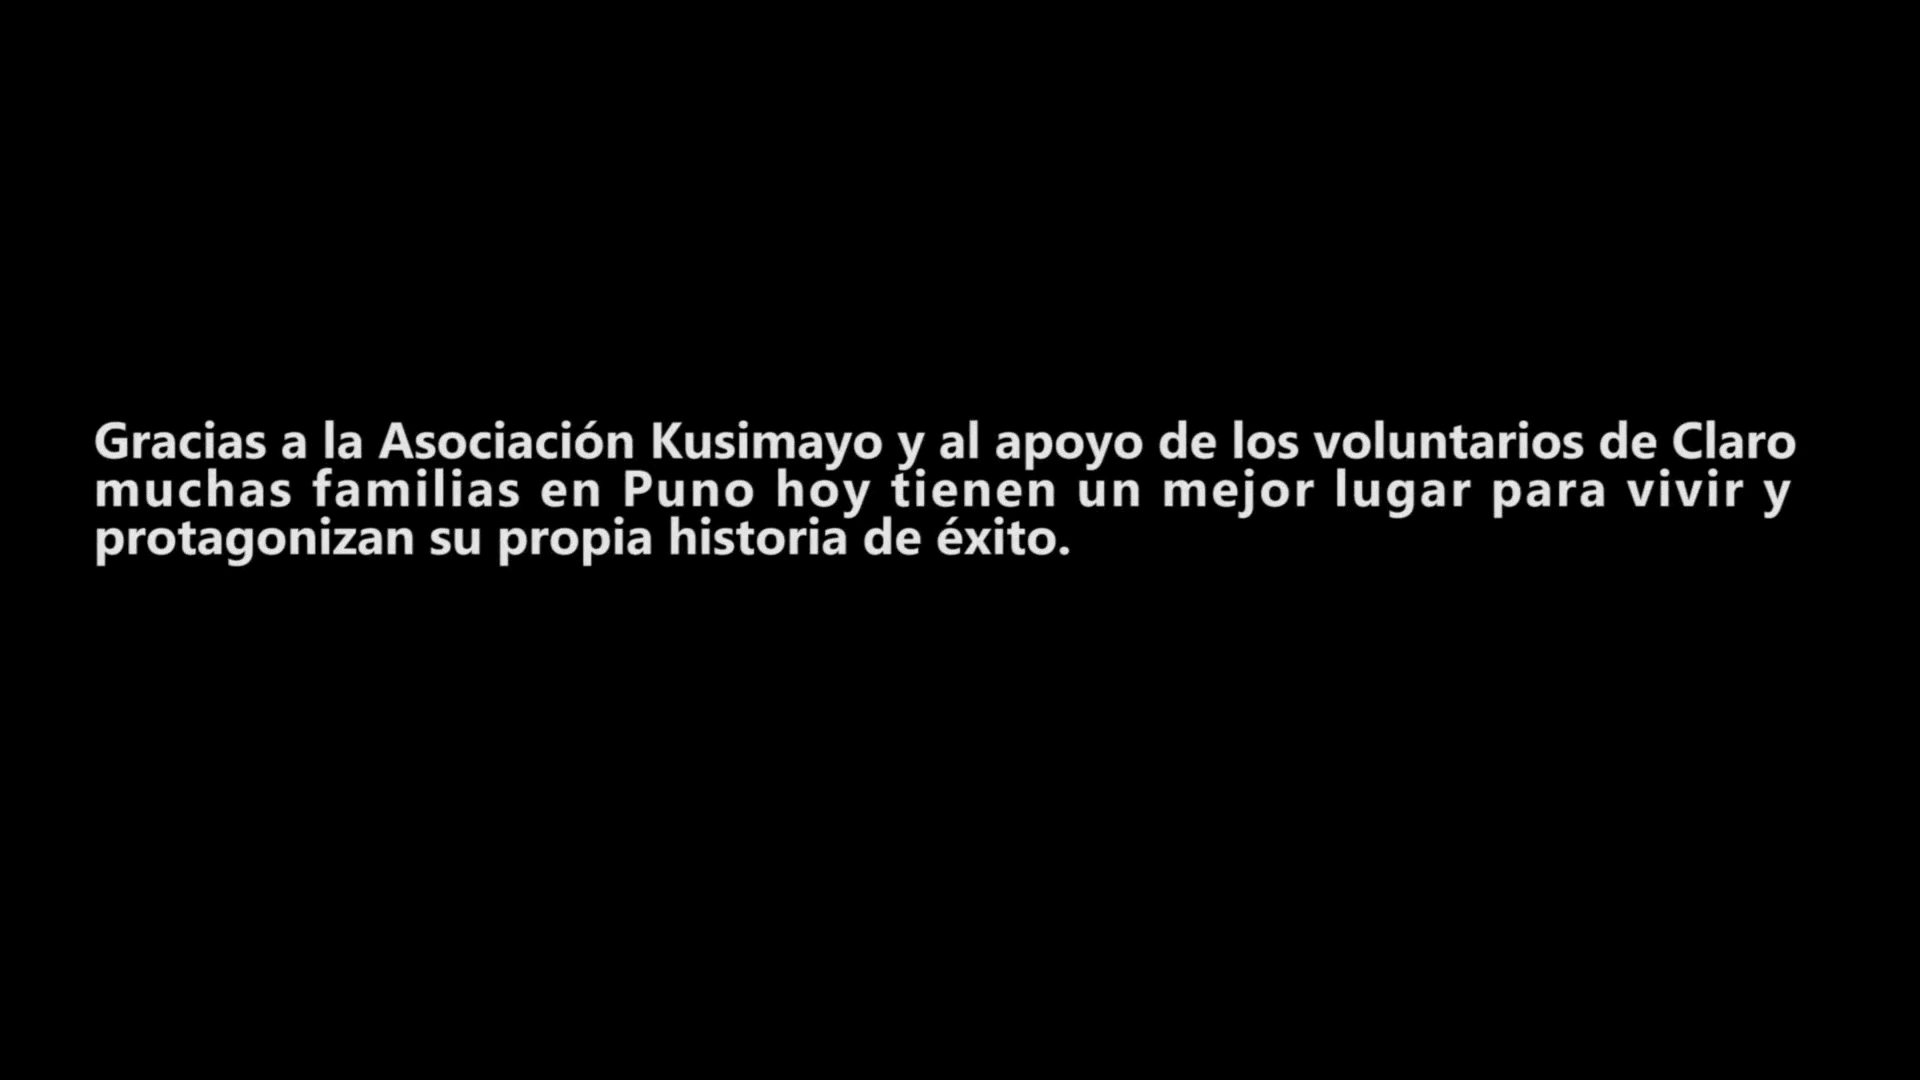 Gracias a la Asociación Kusimayo y al apoyo de los voluntarios de Claro
muchas familias en Puno hoy tienen un mejor lugar para vivir y
protagonizan su propia historia de éxito.